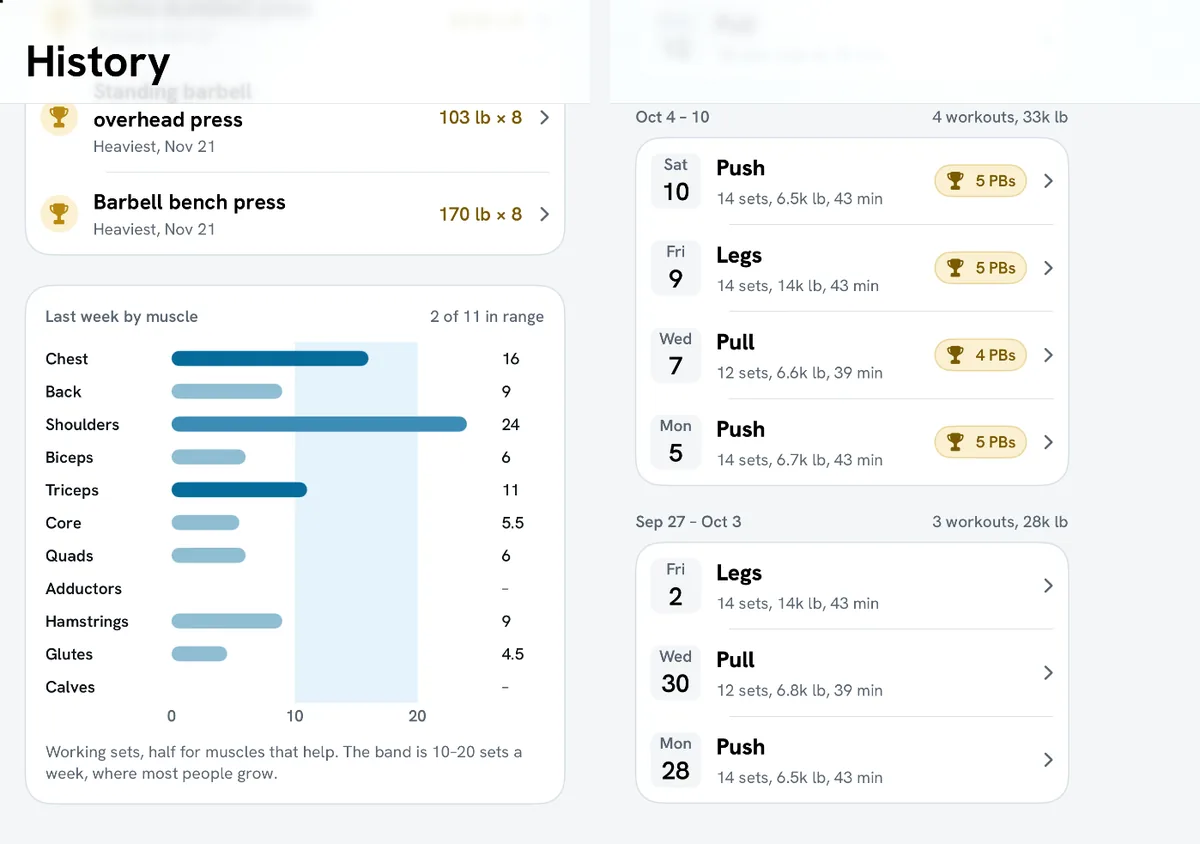 History
Standing barbell
overhead press
103 lb × 8
Heaviest, Nov 21
Barbell bench press
170 lb × 8
Heaviest, Nov 21
Last week by muscle
2 of 11 in range
Chest 16
Back 9
Shoulders 24
Biceps 6
Triceps 11
Core 5.5
Quads 6
Adductors –
Hamstrings 9
Glutes 4.5
Calves –
0 10 20
Working sets, half for muscles that help. The band is 10–20 sets a
week, where most people grow.
Oct 4 – 10
4 workouts, 33k lb
Sat
10
Push
14 sets, 6.5k lb, 43 min
5 PBs
Fri
9
Legs
14 sets, 14k lb, 43 min
5 PBs
Wed
7
Pull
12 sets, 6.6k lb, 39 min
4 PBs
Mon
5
Push
14 sets, 6.7k lb, 43 min
5 PBs
Sep 27 – Oct 3
3 workouts, 28k lb
Fri
2
Legs
14 sets, 14k lb, 43 min
Wed
30
Pull
12 sets, 6.8k lb, 39 min
Mon
28
Push
14 sets, 6.5k lb, 43 min